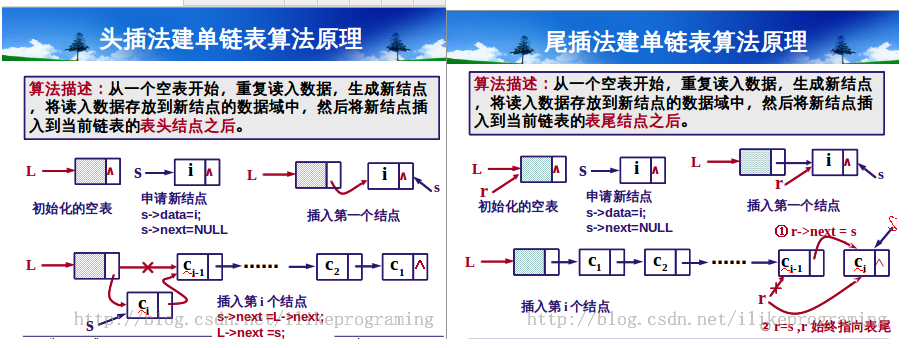 头插法建单链表算法原理
算法描述：从一个空表开始，重复读入数据，生成新结点
，将读入数据存放到新结点的数据域中，然后将新结点插
入到当前链表的表头结点之后。
L
∧
s
i
∧
L
i
∧
s
初始化的空表
申请新结点
s->data=i;
s->next=NULL
插入第一个结点
L
ci-1
······
c2
c1
∧
ci
s
插入第 i 个结点
s->next =L->next;
L->next =s;
http://blog.csdn.net/ilikeprograming
尾插法建单链表算法原理
算法描述：从一个空表开始，重复读入数据，生成新结点
，将读入数据存放到新结点的数据域中，然后将新结点插
入到当前链表的表尾结点之后。
L
∧
r
s
i
∧
L
i
∧
r
s
初始化的空表
申请新结点
s->data=i;
s->next=NULL
插入第一个结点
① r->next = s
S
L
c1
c2
······
ci-1
ci
∧
r
插入第 i 个结点
② r=s ,r 始终指向表尾
http://blog.csdn.net/ilikeprograming